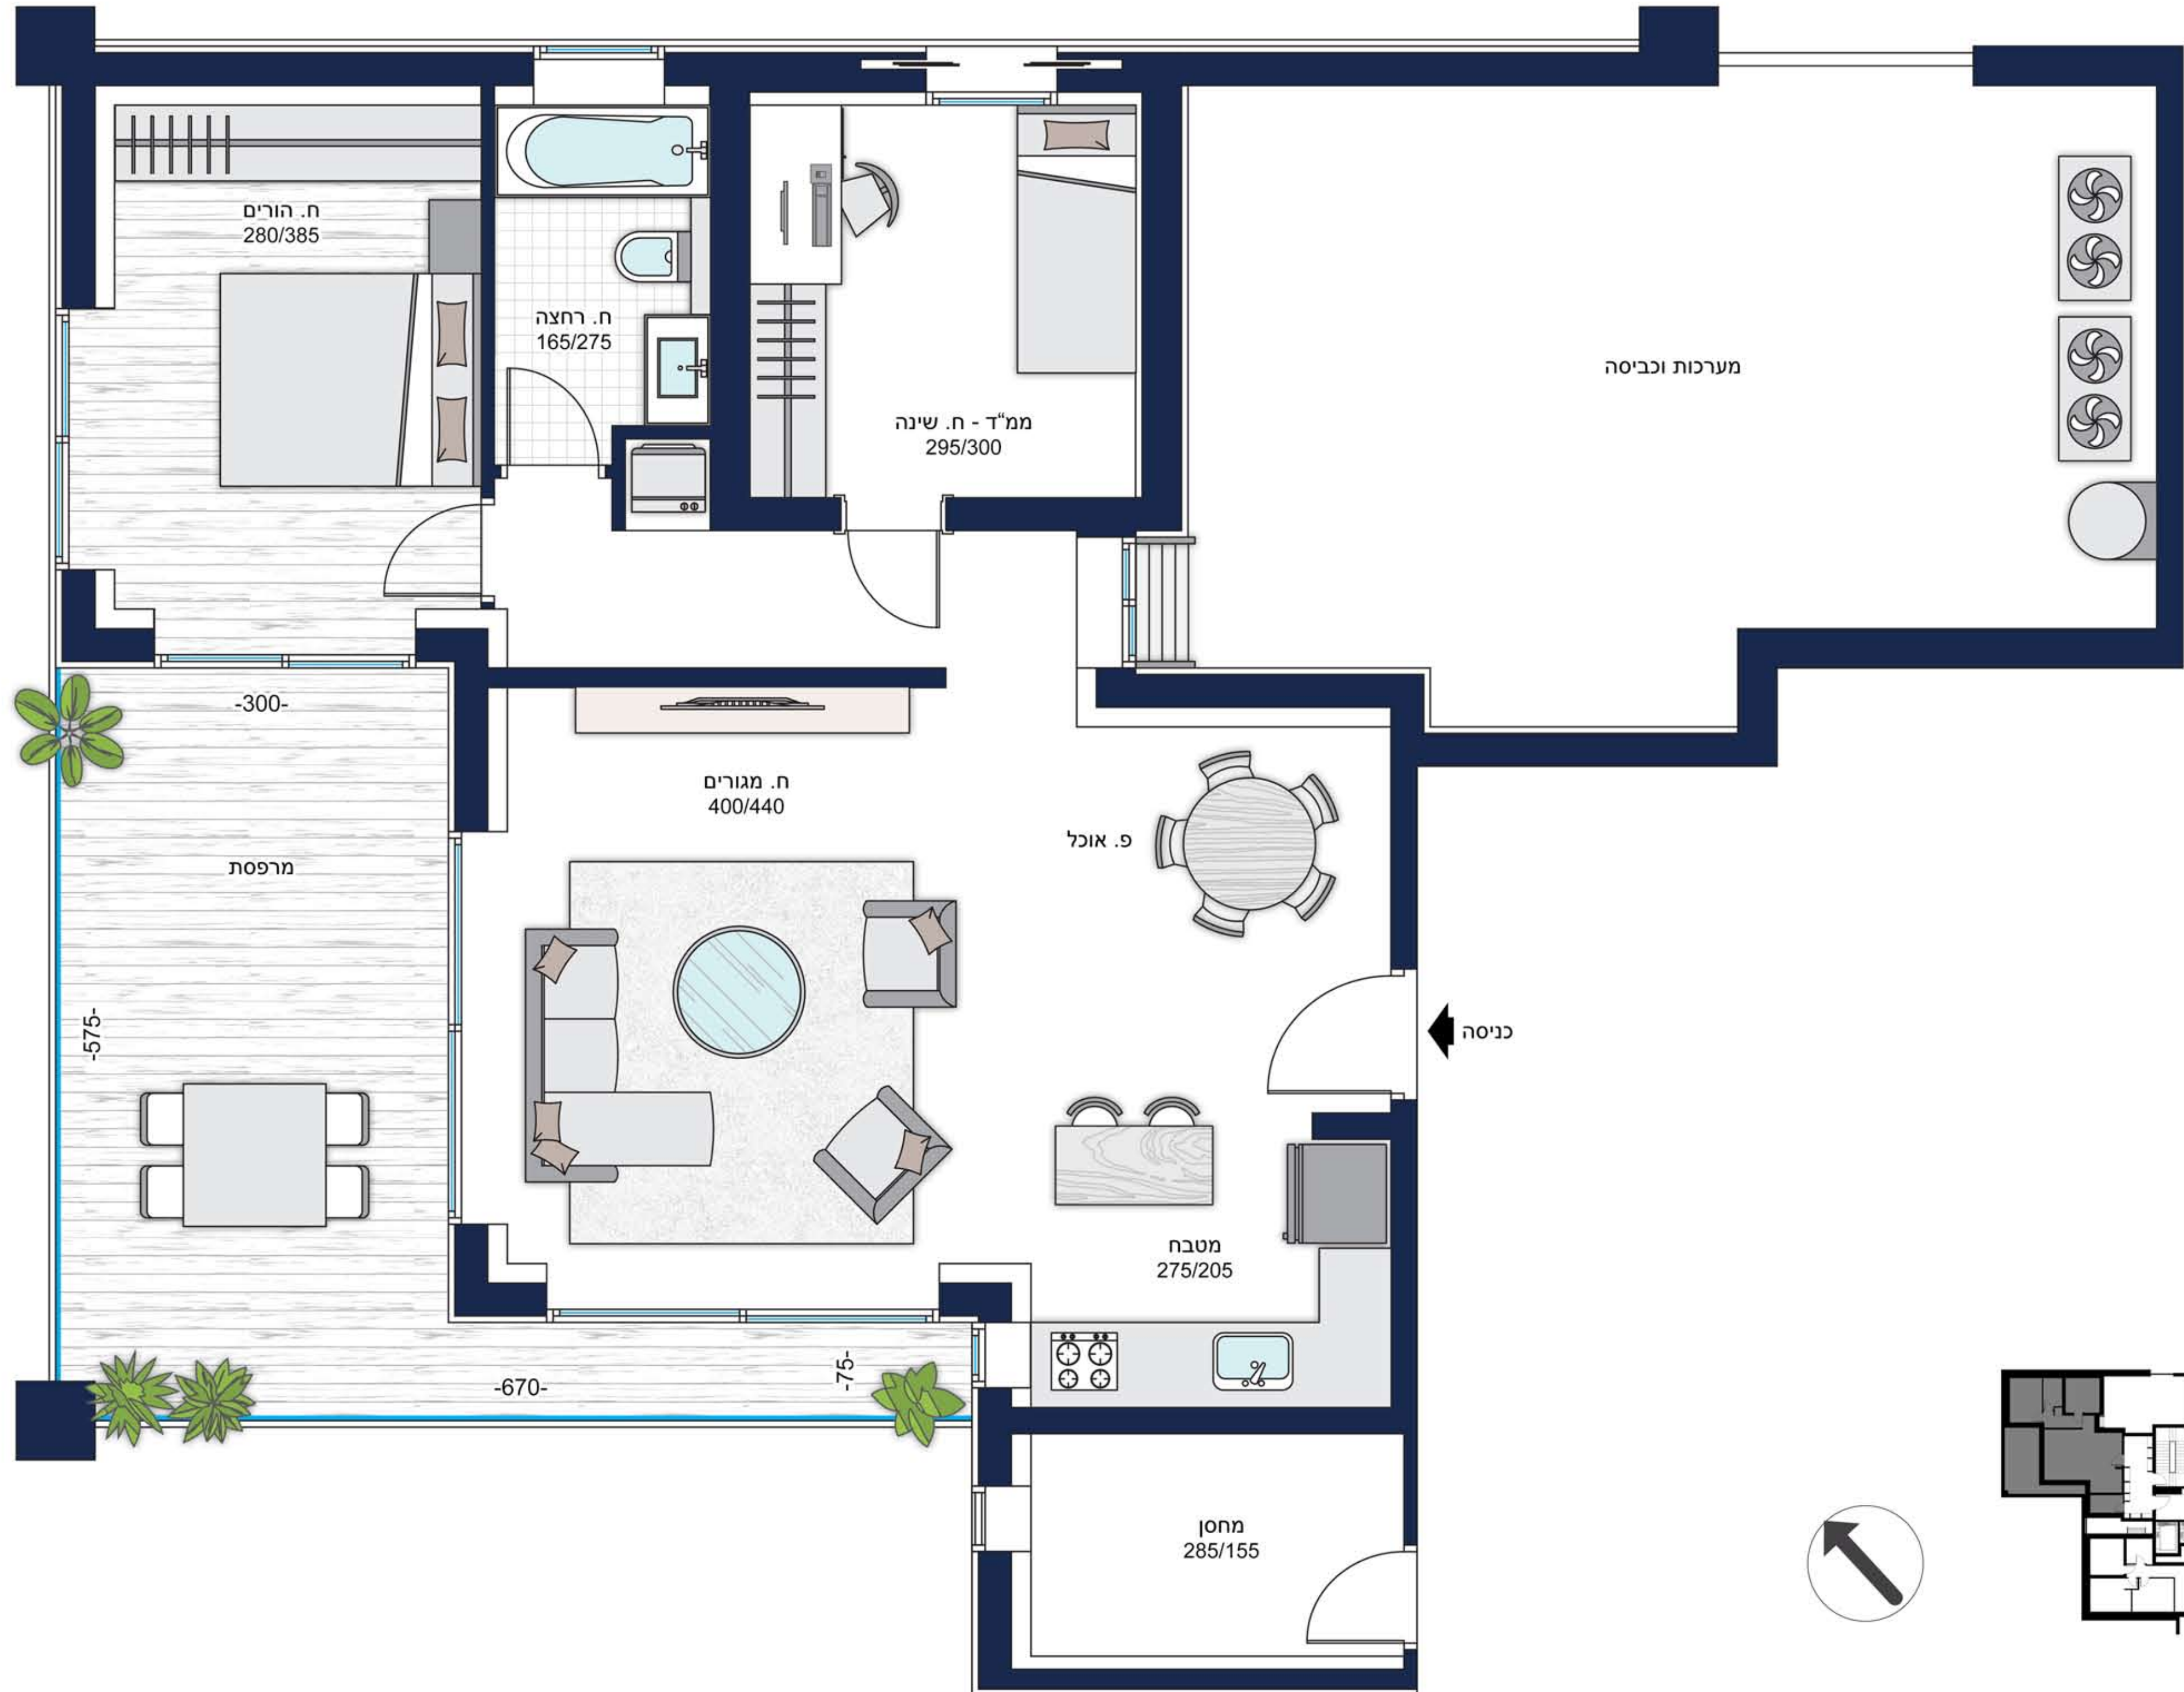 ח. הורים
280/385
ח. רחצה
165/275
ממ"ד - ח. שינה
295/300
מערכות וכביסה
-300-
ח. מגורים
400/440
פ. אוכל
מרפסת
-575-
כניסה
מטבח
275/205
-670-
-75-
מחסן
285/155